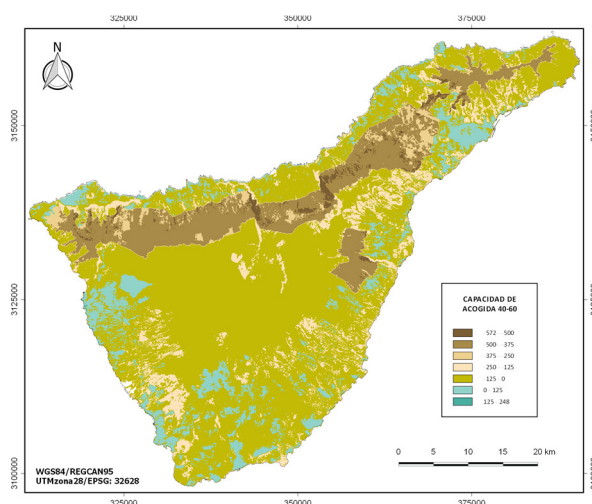 325000 350000 375000
N
3150000
3125000
3100000
CAPACIDAD DE
ACOGIDA 40-60
572 500
500 375
375 250
250 125
125 0
0 125
125 248
0 5 10 15 20 km
WGS84/REGCAN95
UTMzona28/EPSG: 32628
325000 350000 375000